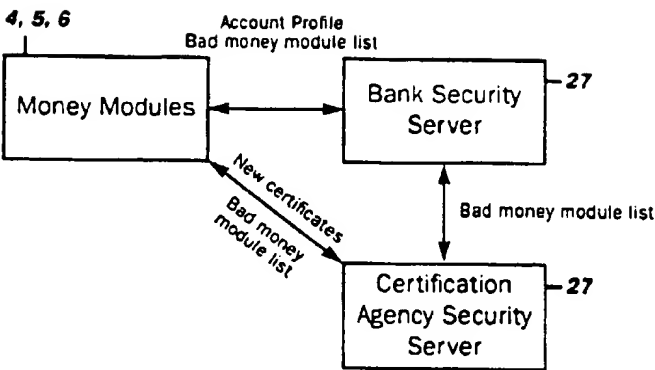 4, 5, 6
Account Profile
Bad money module list
Money Modules
Bank Security
Server
27
New certificates
Bad money
module list
Bad money module list
Certification
Agency Security
Server
27